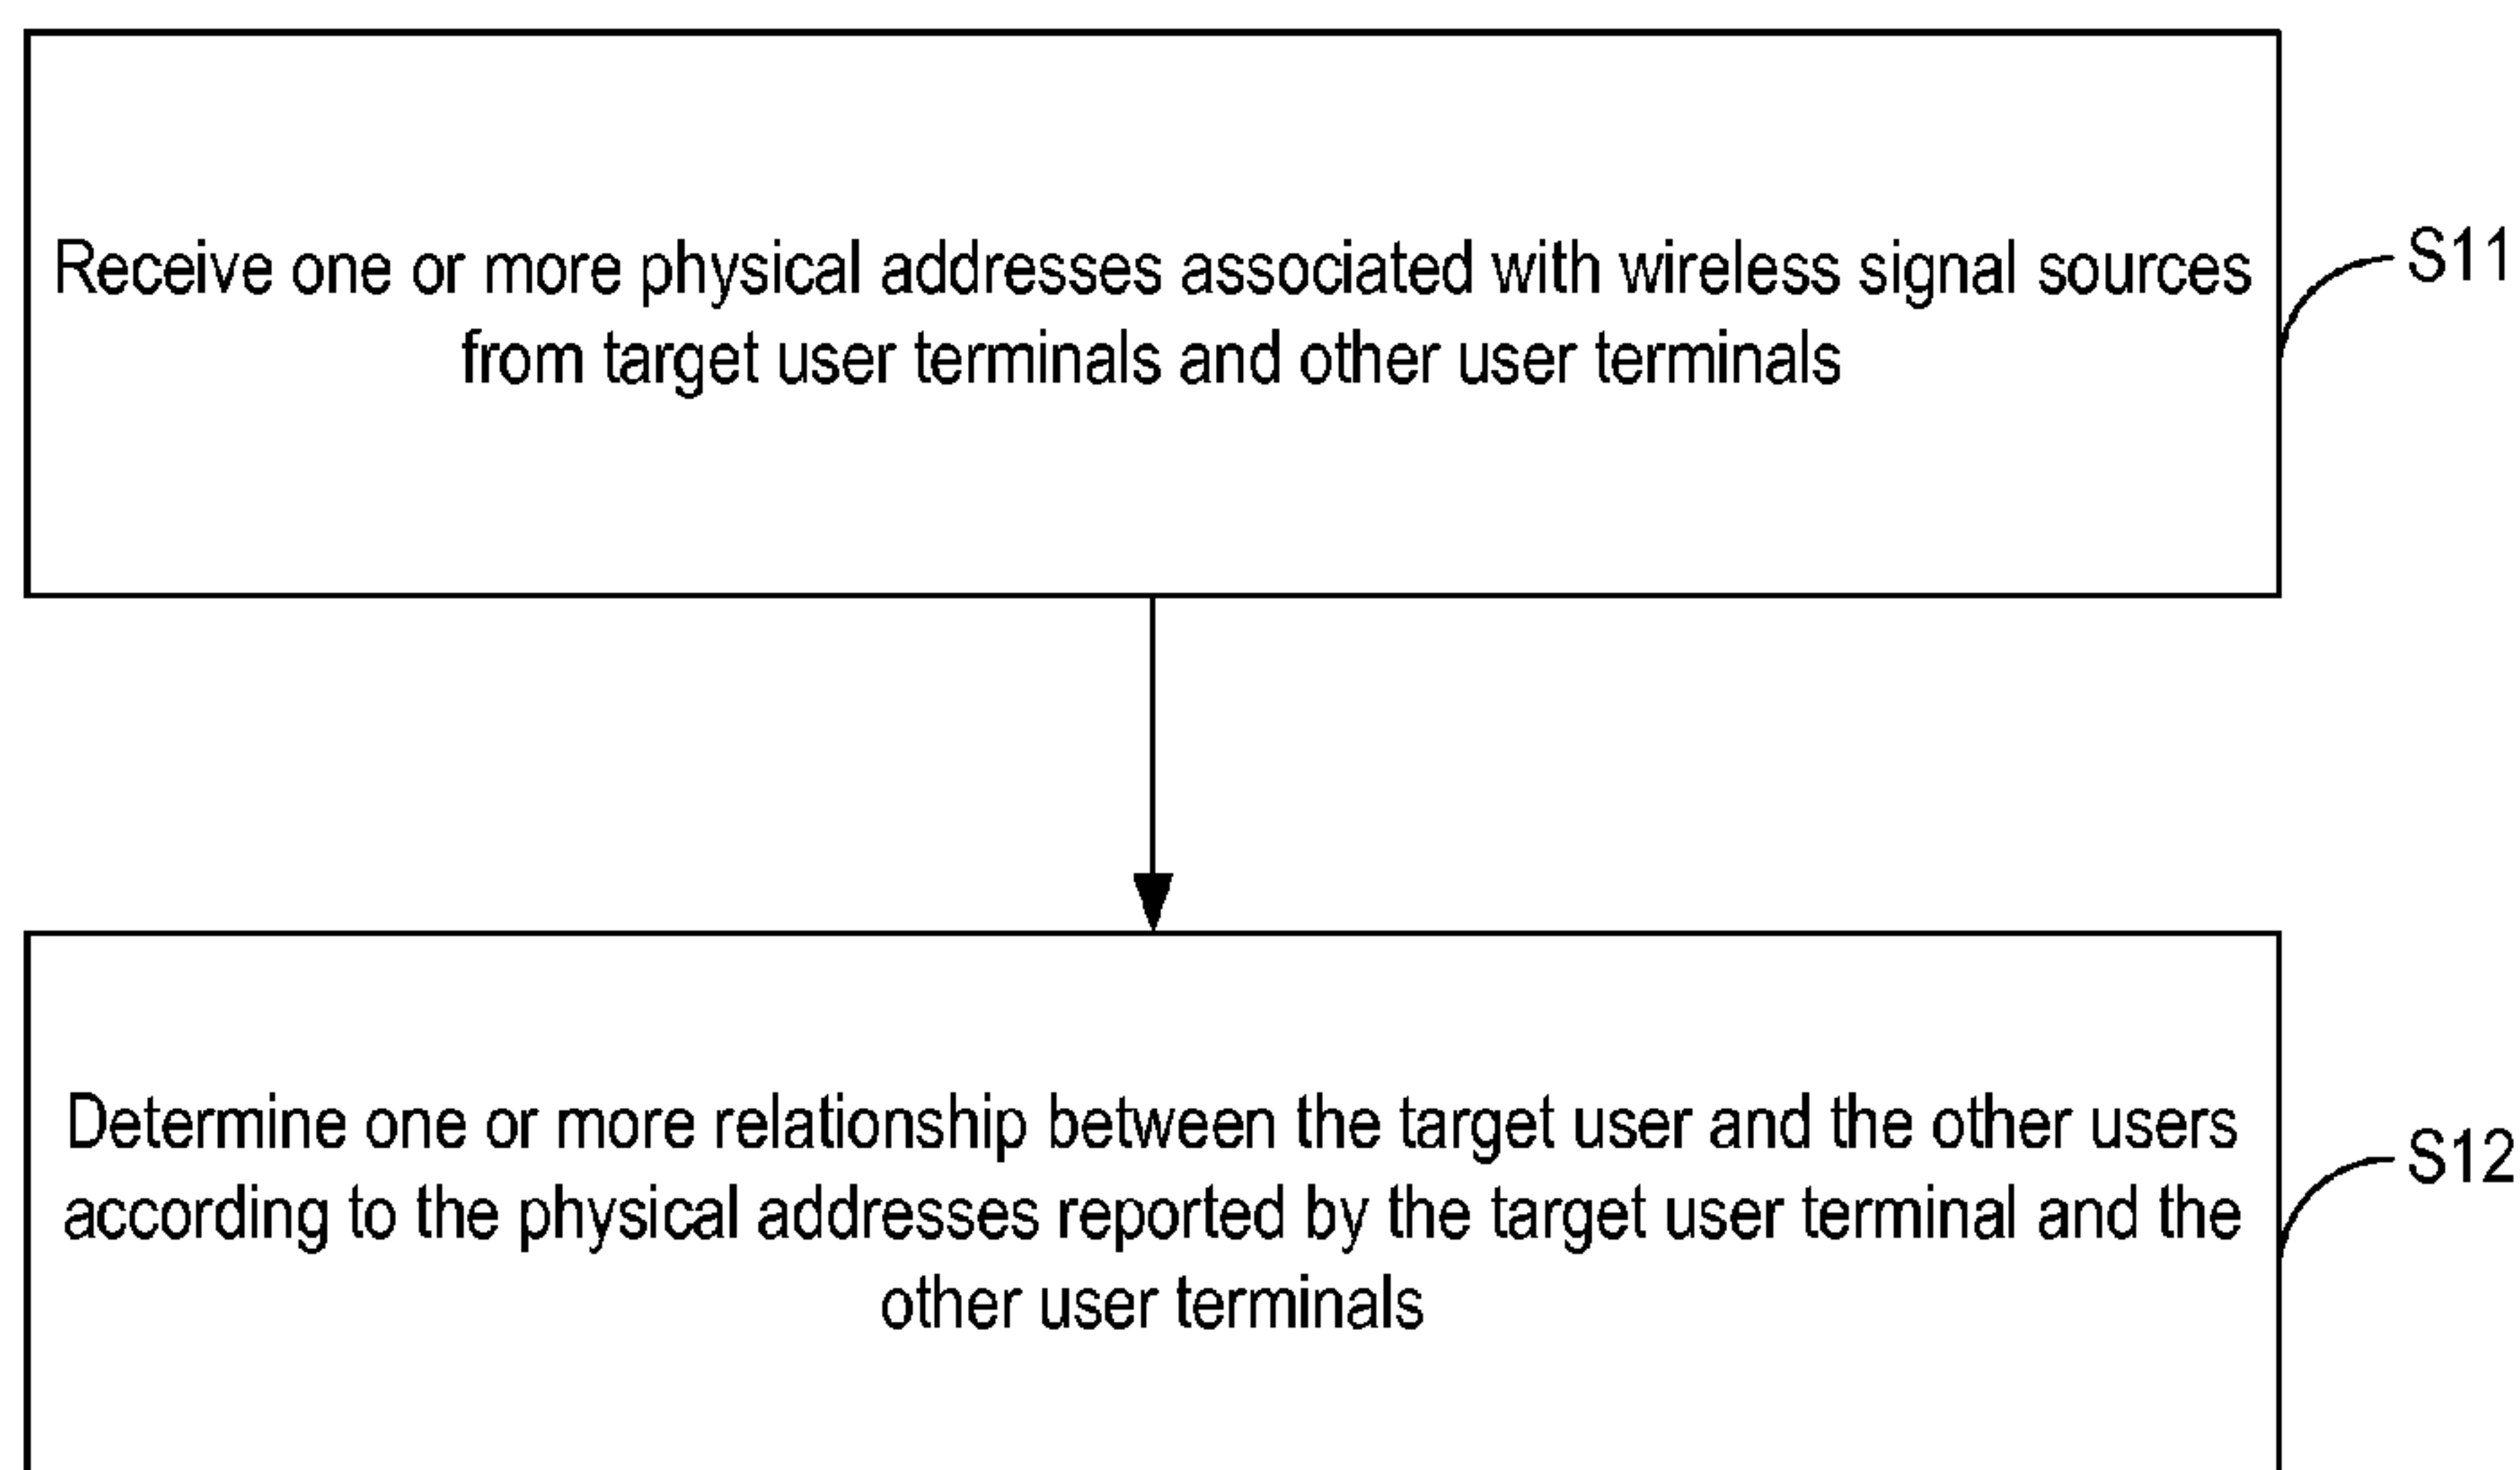 Receive one or more physical addresses associated with wireless signal sources
from target user terminals and other user terminals
S11
Determine one or more relationship between the target user and the other users
according to the physical addresses reported by the target user terminal and the
other user terminals
S12